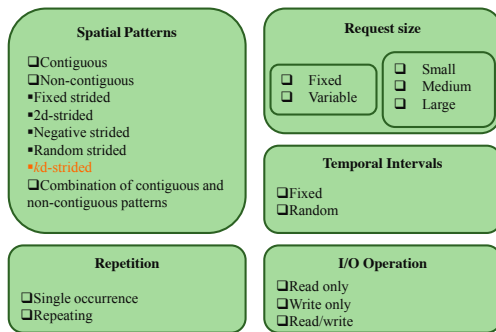 Spatial Patterns
❑Contiguous
❑Non-contiguous
▪Fixed strided
▪2d-strided
▪Negative strided
▪Random strided
▪kd-strided
❑Combination of contiguous and
non-contiguous patterns
Request size
❑ Fixed
❑ Variable
❑ Small
❑ Medium
❑ Large
Temporal Intervals
❑Fixed
❑Random
Repetition
❑Single occurrence
❑Repeating
I/O Operation
❑Read only
❑Write only
❑Read/write